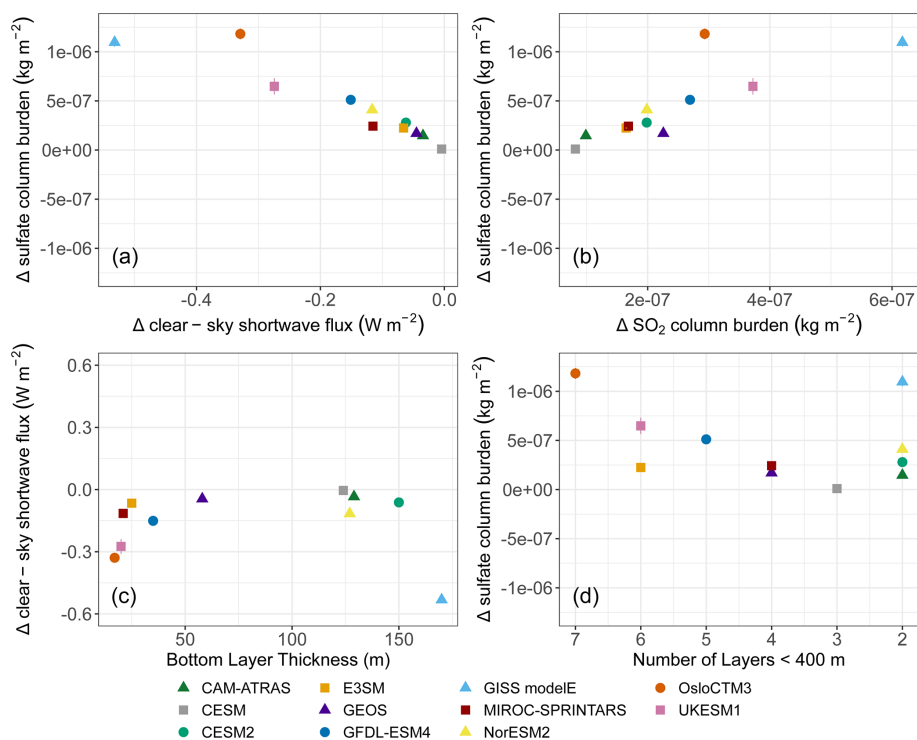 Δ sulfate column burden (kg m⁻²)
1e−06
5e−07
0e+00
-5e−07
-1e−06
(a)
-0.4 -0.2 0.0
Δ clear − sky shortwave flux (W m⁻²)
Δ sulfate column burden (kg m⁻²)
1e−06
5e−07
0e+00
-5e−07
-1e−06
(b)
2e−07 4e−07 6e−07
Δ SO₂ column burden (kg m⁻²)
Δ clear − sky shortwave flux (W m⁻²)
0.6
0.3
0.0
-0.3
-0.6
(c)
50 100 150
Bottom Layer Thickness (m)
Δ sulfate column burden (kg m⁻²)
1e−06
5e−07
0e+00
-5e−07
-1e−06
(d)
7 6 5 4 3 2
Number of Layers < 400 m
CAM-ATRAS E3SM GISS modelE OsloCTM3
CESM GEOS MIROC-SPRINTARS UKESM1
CESM2 GFDL-ESM4 NorESM2